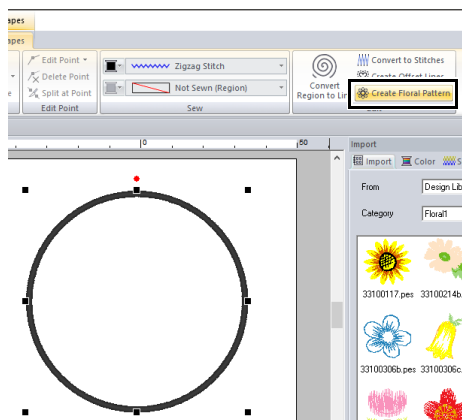 apes
apes
Edit Point
Delete Point
Split at Point
Edit Point
Zigzag Stitch
Not Sewn (Region)
Sew
Convert
Region to Lin
Convert to Stitches
Create Offset Lines
Create Floral Pattern
0
50
Import
Import
Color
S
From
Design Lib
Category
Floral1
33100117.pes
33100214b.
33100306b.pes
33100306c.